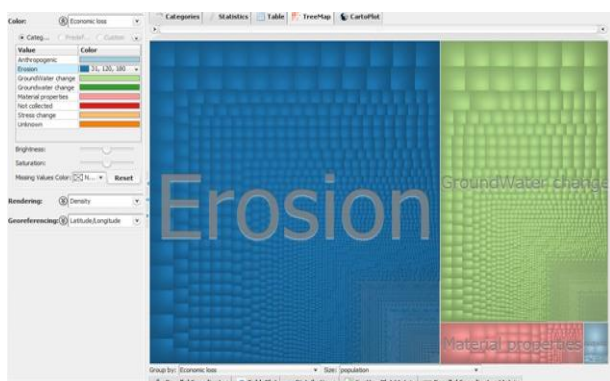 Color: Economic loss
Categories / Statistics Table TreeMap CartoPlot
Categ... Predef... Custom
Value Color
Anthropogenic
Erosion 31, 120, 180
GroundWater change
Groundwater change
Material properties
Not collected
Stress change
Unknown
Brightness:
Saturation:
Missing Values Color: N... Reset
Rendering: Density
Georeferencing: Latitude/Longitude
Erosion
GroundWater change
Material properties
Group by: Economic loss Size: population